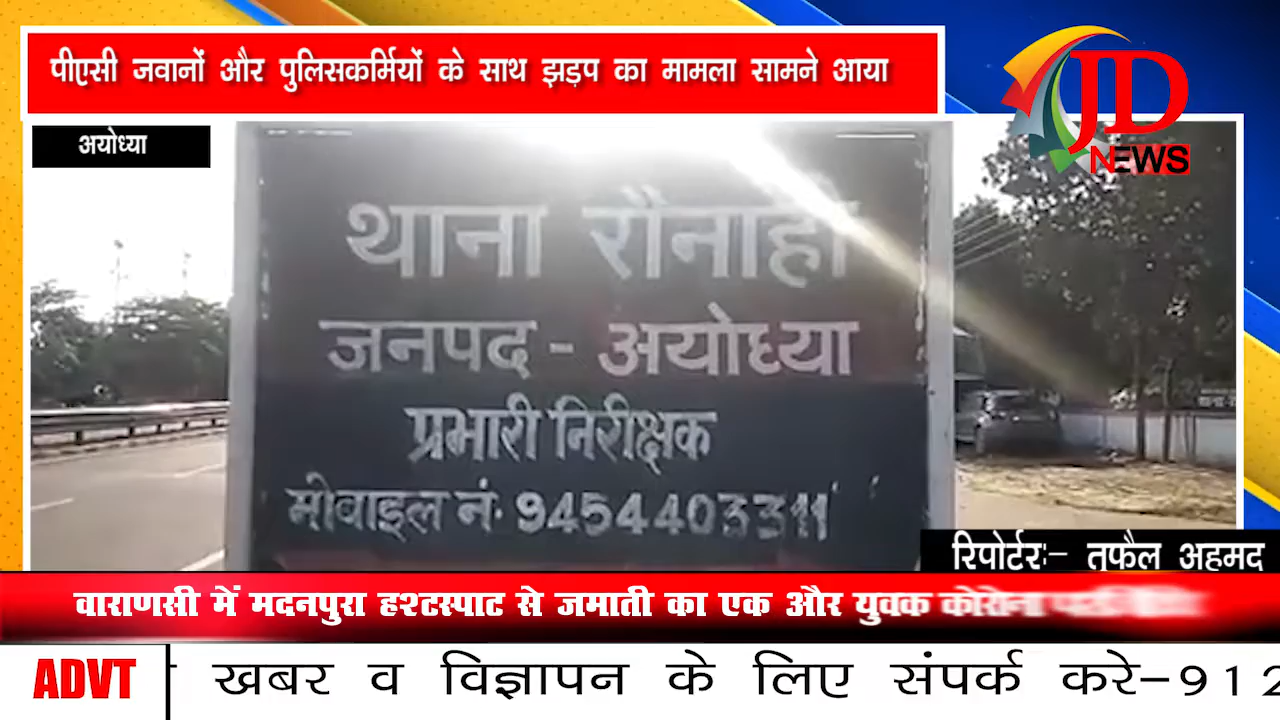 पीएसी जवानों और पुलिसकर्मियों के साथ झड़प का मामला सामने आया
JD
NEWS
अयोध्या
थाना रौनाही
जनपद - अयोध्या
प्रभारी निरीक्षक
मोवाइल नं. 9454403311
रिपोर्टरः- तुफैल अहमद
वाराणसी में मदनपुरा हश्टस्पाट से जमाती का एक और युवक कोरोना
ADVT
खबर व विज्ञापन के लिए संपर्क करे-912